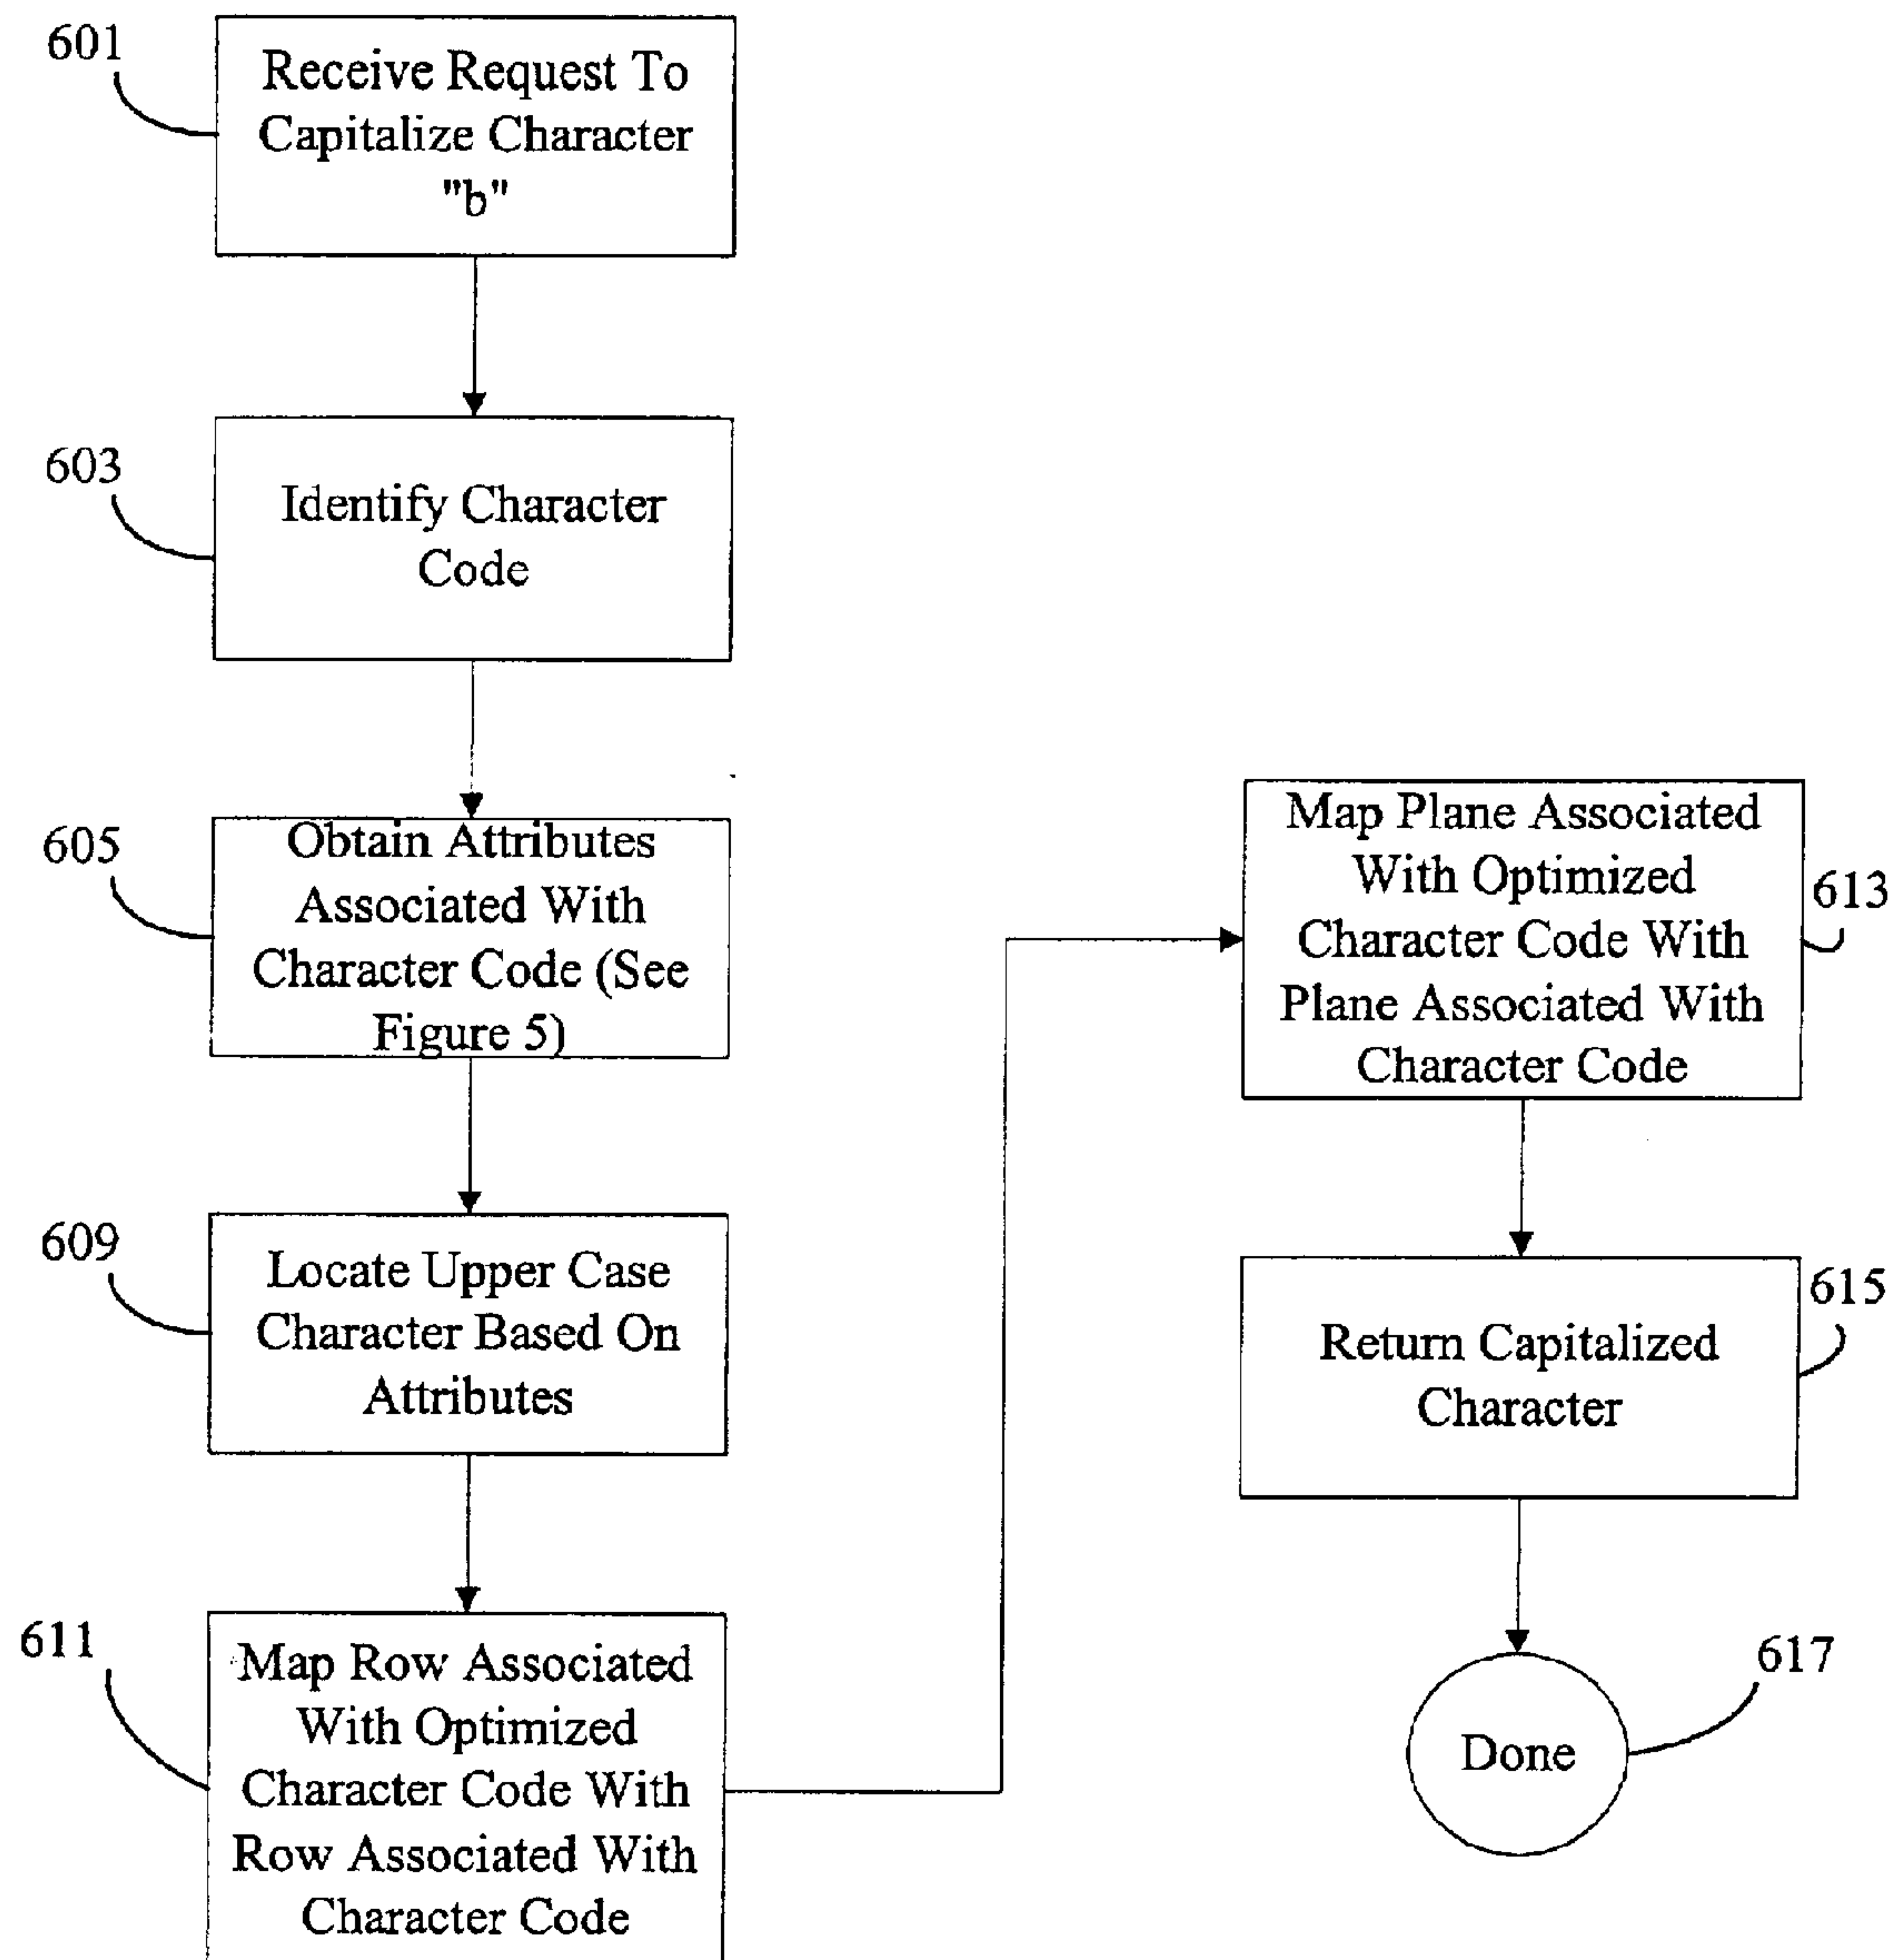 601
Receive Request To
Capitalize Character
"b"
603
Identify Character
Code
605
Obtain Attributes
Associated With
Character Code (See
Figure 5)
609
Locate Upper Case
Character Based On
Attributes
611
Map Row Associated
With Optimized
Character Code With
Row Associated With
Character Code
Map Plane Associated
With Optimized
Character Code With
Plane Associated With
Character Code
613
Return Capitalized
Character
615
Done
617